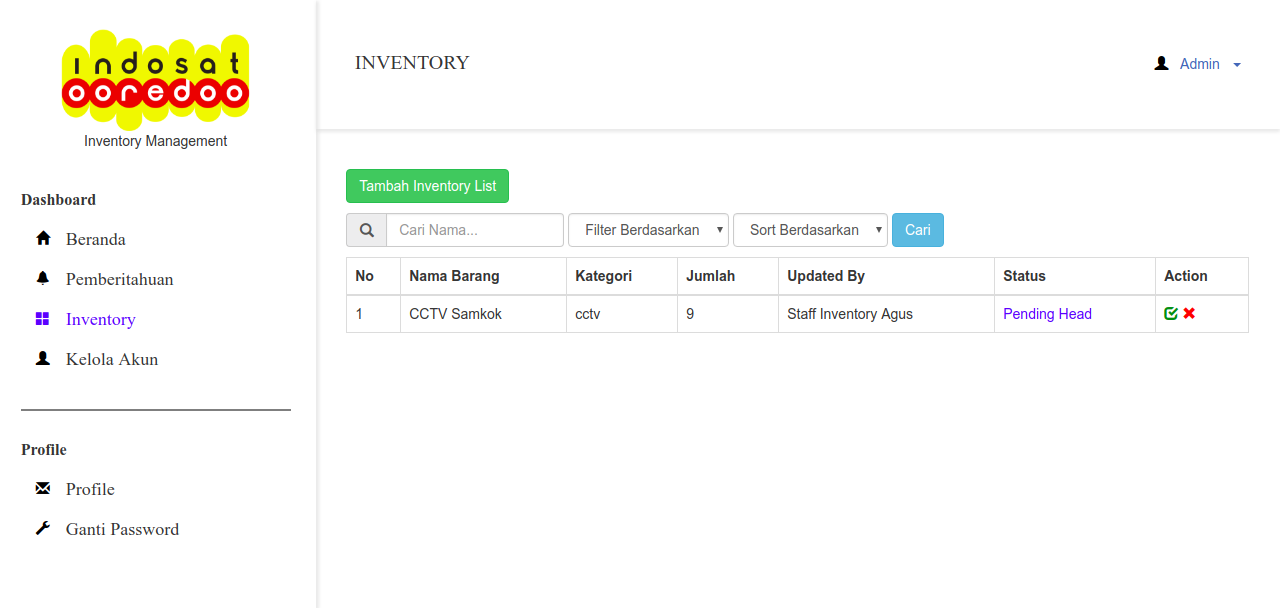 indosat
ooredoo
Inventory Management
Dashboard
Beranda
Pemberitahuan
Inventory
Kelola Akun
Profile
Profile
Ganti Password
INVENTORY
Admin
Tambah Inventory List
Cari Nama... Filter Berdasarkan Sort Berdasarkan Cari
No Nama Barang Kategori Jumlah Updated By Status Action
1 CCTV Samkok cctv 9 Staff Inventory Agus Pending Head